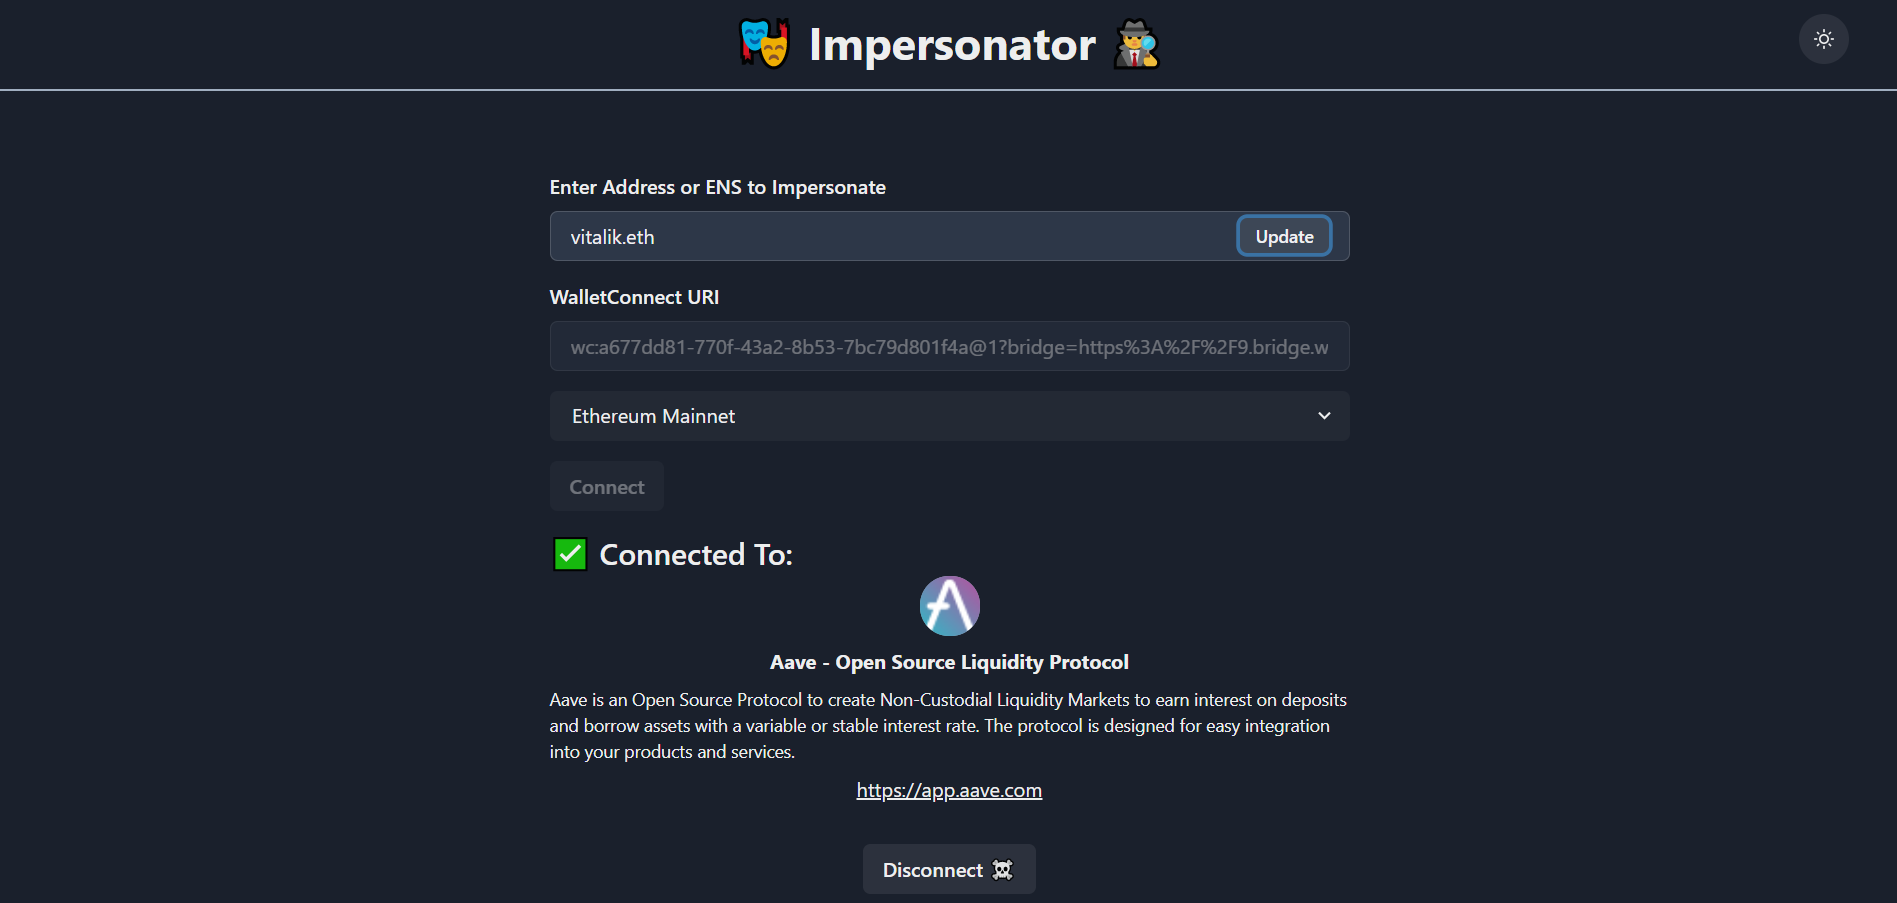 Impersonator
Enter Address or ENS to Impersonate
vitalik.eth
Update
WalletConnect URI
wc:a677dd81-770f-43a2-8b53-7bc79d801f4a@1?bridge=https%3A%2F%2F9.bridge.w
Ethereum Mainnet
Connect
Connected To:
Aave - Open Source Liquidity Protocol
Aave is an Open Source Protocol to create Non-Custodial Liquidity Markets to earn interest on deposits
and borrow assets with a variable or stable interest rate. The protocol is designed for easy integration
into your products and services.
https://app.aave.com
Disconnect